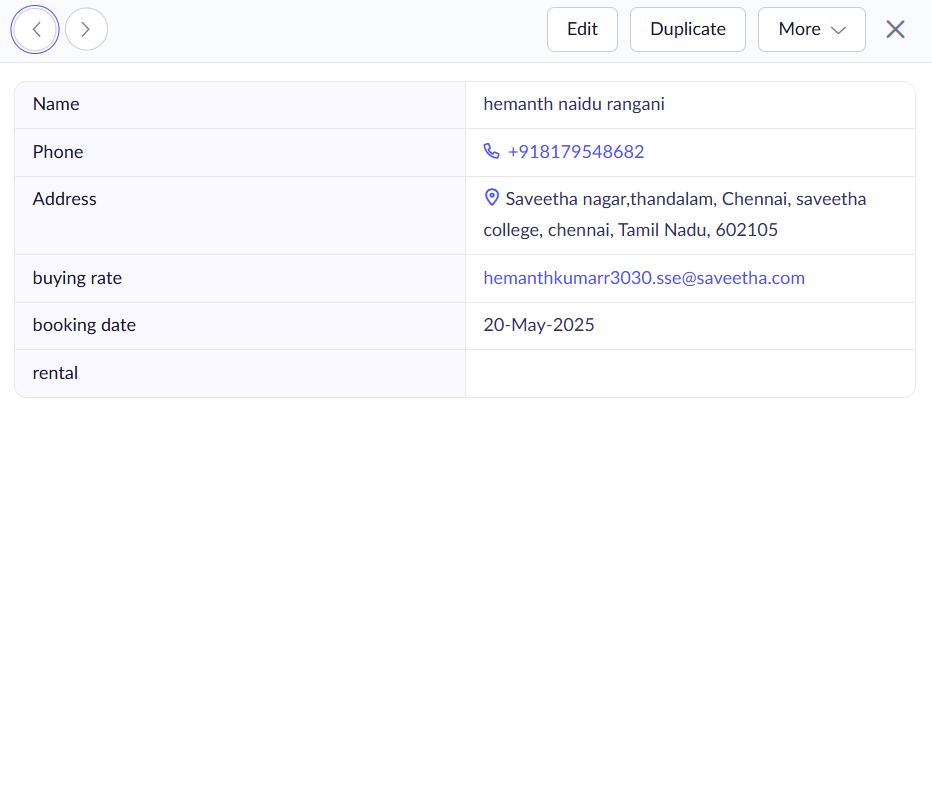 Edit Duplicate More
Name hemanth naidu rangani
Phone +918179548682
Address Saveetha nagar,thandalam, Chennai, saveetha
college, chennai, Tamil Nadu, 602105
buying rate hemanthkumarr3030.sse@saveetha.com
booking date 20-May-2025
rental